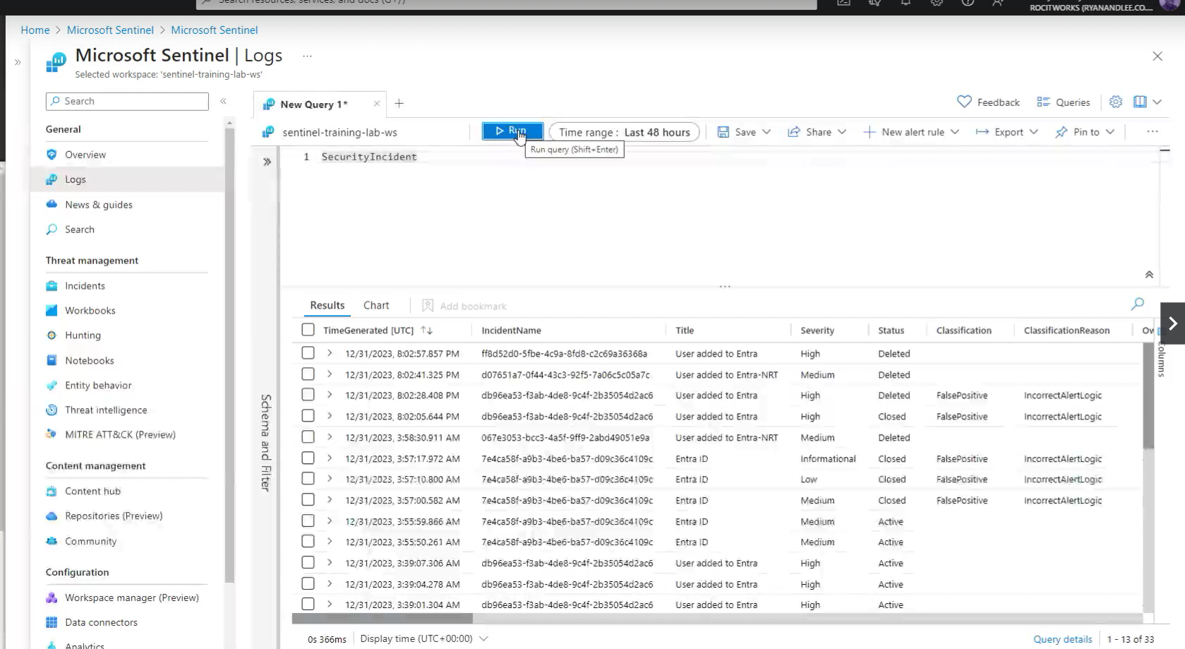 Search resources, services, and docs (G+/)
ROCITWORKS (RYANANDLEE.CO...
Home > Microsoft Sentinel > Microsoft Sentinel
Microsoft Sentinel | Logs ...
Selected workspace: 'sentinel-training-lab-ws'
Search
General
Overview
Logs
News & guides
Search
Threat management
Incidents
Workbooks
Hunting
Notebooks
Entity behavior
Threat intelligence
MITRE ATT&CK (Preview)
Content management
Content hub
Repositories (Preview)
Community
Configuration
Workspace manager (Preview)
Data connectors
Analytics
New Query 1*
Feedback Queries
sentinel-training-lab-ws Run Time range : Last 48 hours Save Share New alert rule Export Pin to ...
Run query (Shift+Enter)
1 SecurityIncident
Schema and Filter
Results Chart Add bookmark
TimeGenerated [UTC] IncidentName Title Severity Status Classification ClassificationReason Ow
12/31/2023, 8:02:57.857 PM ff8d52d0-5fbe-4c9a-8fd8-c2c69a36368a User added to Entra High Deleted
12/31/2023, 8:02:41.325 PM d07651a7-0f44-43c3-92f5-7a06c5c05a7c User added to Entra-NRT Medium Deleted
12/31/2023, 8:02:28.408 PM db96ea53-f3ab-4de8-9c4f-2b35054d2ac6 User added to Entra High Deleted FalsePositive IncorrectAlertLogic
12/31/2023, 8:02:05.644 PM db96ea53-f3ab-4de8-9c4f-2b35054d2ac6 User added to Entra High Closed FalsePositive IncorrectAlertLogic
12/31/2023, 3:58:30.911 AM 067e3053-bcc3-4a5f-9ff9-2abd49051e9a User added to Entra-NRT Medium Deleted
12/31/2023, 3:57:17.972 AM 7e4ca58f-a9b3-4be6-ba57-d09c36c4109c Entra ID Informational Closed FalsePositive IncorrectAlertLogic
12/31/2023, 3:57:10.800 AM 7e4ca58f-a9b3-4be6-ba57-d09c36c4109c Entra ID Low Closed FalsePositive IncorrectAlertLogic
12/31/2023, 3:57:00.582 AM 7e4ca58f-a9b3-4be6-ba57-d09c36c4109c Entra ID Medium Closed FalsePositive IncorrectAlertLogic
12/31/2023, 3:55:59.866 AM 7e4ca58f-a9b3-4be6-ba57-d09c36c4109c Entra ID Medium Active
12/31/2023, 3:55:50.261 AM 7e4ca58f-a9b3-4be6-ba57-d09c36c4109c Entra ID Medium Active
12/31/2023, 3:39:07.306 AM db96ea53-f3ab-4de8-9c4f-2b35054d2ac6 User added to Entra High Active
12/31/2023, 3:39:04.278 AM db96ea53-f3ab-4de8-9c4f-2b35054d2ac6 User added to Entra High Active
12/31/2023, 3:39:01.304 AM db96ea53-f3ab-4de8-9c4f-2b35054d2ac6 User added to Entra High Active
Columns
0s 366ms Display time (UTC+00:00) Query details 1 - 13 of 33